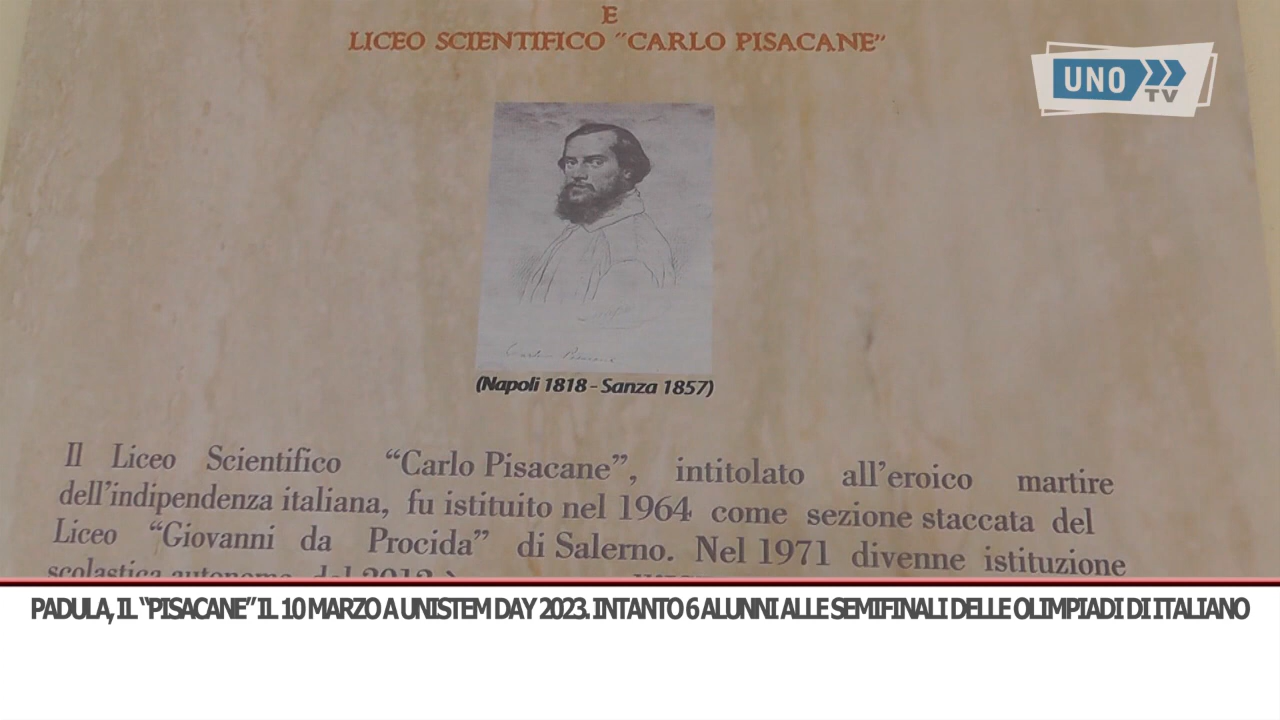 E
LICEO SCIENTIFICO "CARLO PISACANE"
UNO
TV
(Napoli 1818 - Sanza 1857)
Il Liceo Scientifico “Carlo Pisacane”, intitolato all’eroico martire
dell’indipendenza italiana, fu istituito nel 1964 come sezione staccata del
Liceo “Giovanni da Procida” di Salerno. Nel 1971 divenne istituzione
scolastica autonoma
PADULA, IL “PISACANE” IL 10 MARZO A UNISTEM DAY 2023. INTANTO 6 ALUNNI ALLE SEMIFINALI DELLE OLIMPIADI DI ITALIANO